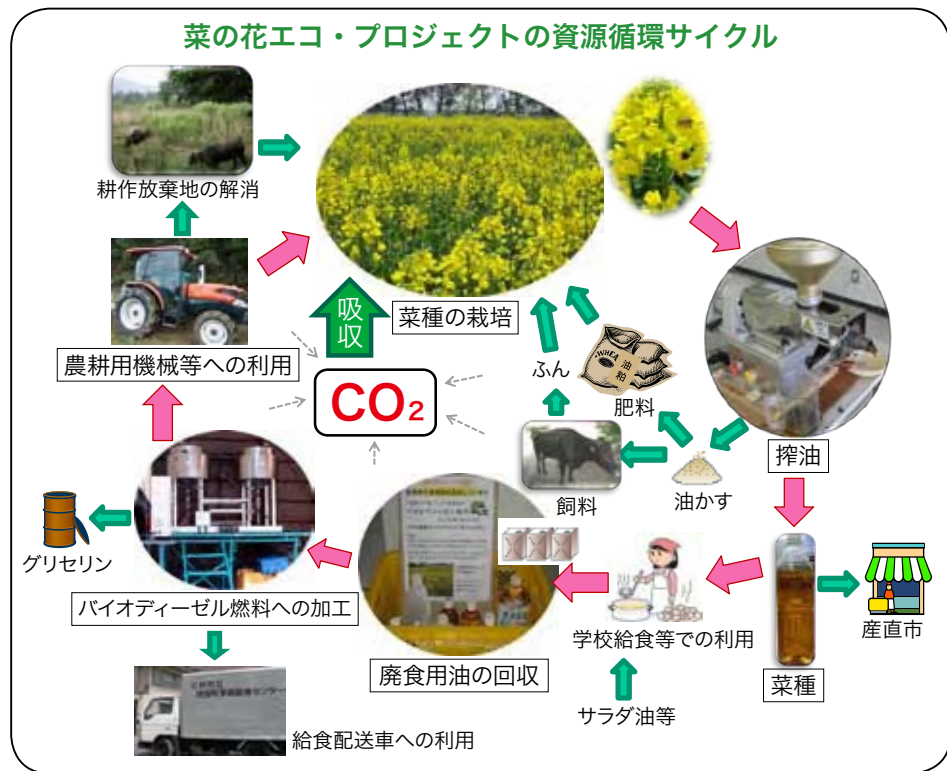 菜の花エコ・プロジェクトの資源循環サイクル
耕作放棄地の解消
農耕用機械等への利用
吸収
菜種の栽培
CO₂
ふん
油粕
肥料
搾油
飼料
油かす
グリセリン
バイオディーゼル燃料への加工
廃食用油の回収
学校給食等での利用
菜種
産直市
サラダ油等
給食配送車への利用